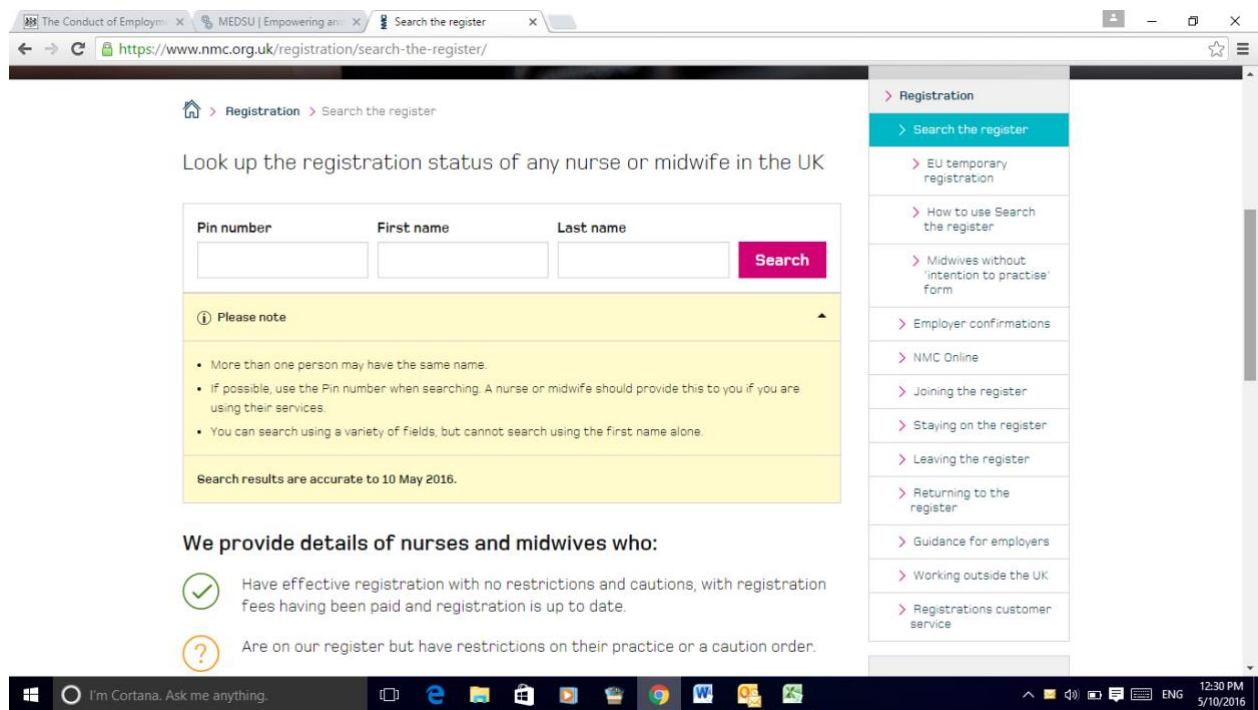 The Conduct of Employm
MEDSU | Empowering an
Search the register
https://www.nmc.org.uk/registration/search-the-register/
Registration > Search the register
Look up the registration status of any nurse or midwife in the UK
Pin number
First name
Last name
Search
Please note
More than one person may have the same name.
If possible, use the Pin number when searching. A nurse or midwife should provide this to you if you are
using their services.
You can search using a variety of fields, but cannot search using the first name alone.
Search results are accurate to 10 May 2016.
We provide details of nurses and midwives who:
Have effective registration with no restrictions and cautions, with registration
fees having been paid and registration is up to date.
Are on our register but have restrictions on their practice or a caution order.
Registration
Search the register
EU temporary
registration
How to use Search
the register
Midwives without
'intention to practise'
form
Employer confirmations
NMC Online
Joining the register
Staying on the register
Leaving the register
Returning to the
register
Guidance for employers
Working outside the UK
Registrations customer
service
I'm Cortana. Ask me anything.
ENG
12:30 PM
5/10/2016